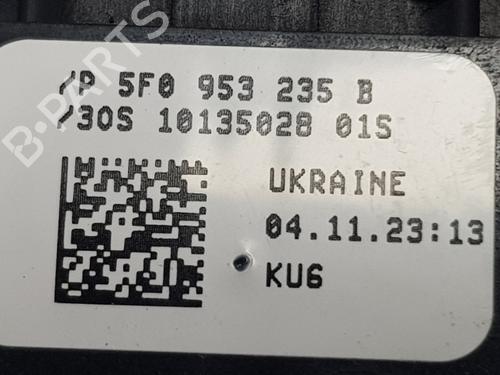 /P 5F0 953 235 B
/30S 10135028 01S
UKRAINE
04.11.23:13
KU6
B-PARTS